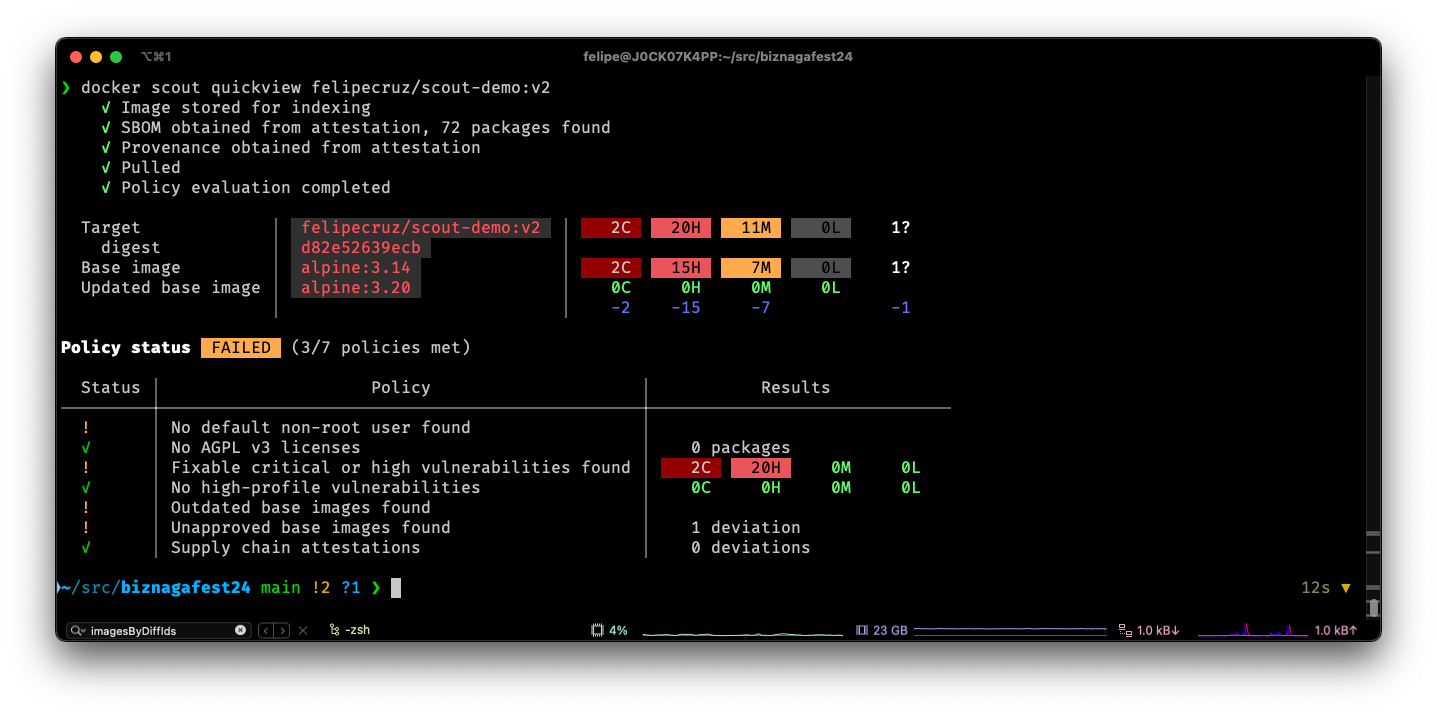 ⌥⌘1
felipe@J0CK07K4PP:~/src/biznagafest24
❯ docker scout quickview felipecruz/scout-demo:v2
✓ Image stored for indexing
✓ SBOM obtained from attestation, 72 packages found
✓ Provenance obtained from attestation
✓ Pulled
✓ Policy evaluation completed
Target │ felipecruz/scout-demo:v2 │ 2C 20H 11M 0L 1?
digest │ d82e52639ecb │
Base image │ alpine:3.14 │ 2C 15H 7M 0L 1?
Updated base image │ alpine:3.20 │ 0C 0H 0M 0L
│ │ -2 -15 -7 -1
Policy status FAILED (3/7 policies met)
Status │ Policy │ Results
! │ No default non-root user found │
✓ │ No AGPL v3 licenses │ 0 packages
! │ Fixable critical or high vulnerabilities found │ 2C 20H 0M 0L
✓ │ No high-profile vulnerabilities │ 0C 0H 0M 0L
! │ Outdated base images found │
! │ Unapproved base images found │ 1 deviation
✓ │ Supply chain attestations │ 0 deviations
~/src/biznagafest24 main !2 ?1 ❯ 12s ▼
imagesByDiffIds -zsh 4% 23 GB 1.0 kB↓ 1.0 kB↑